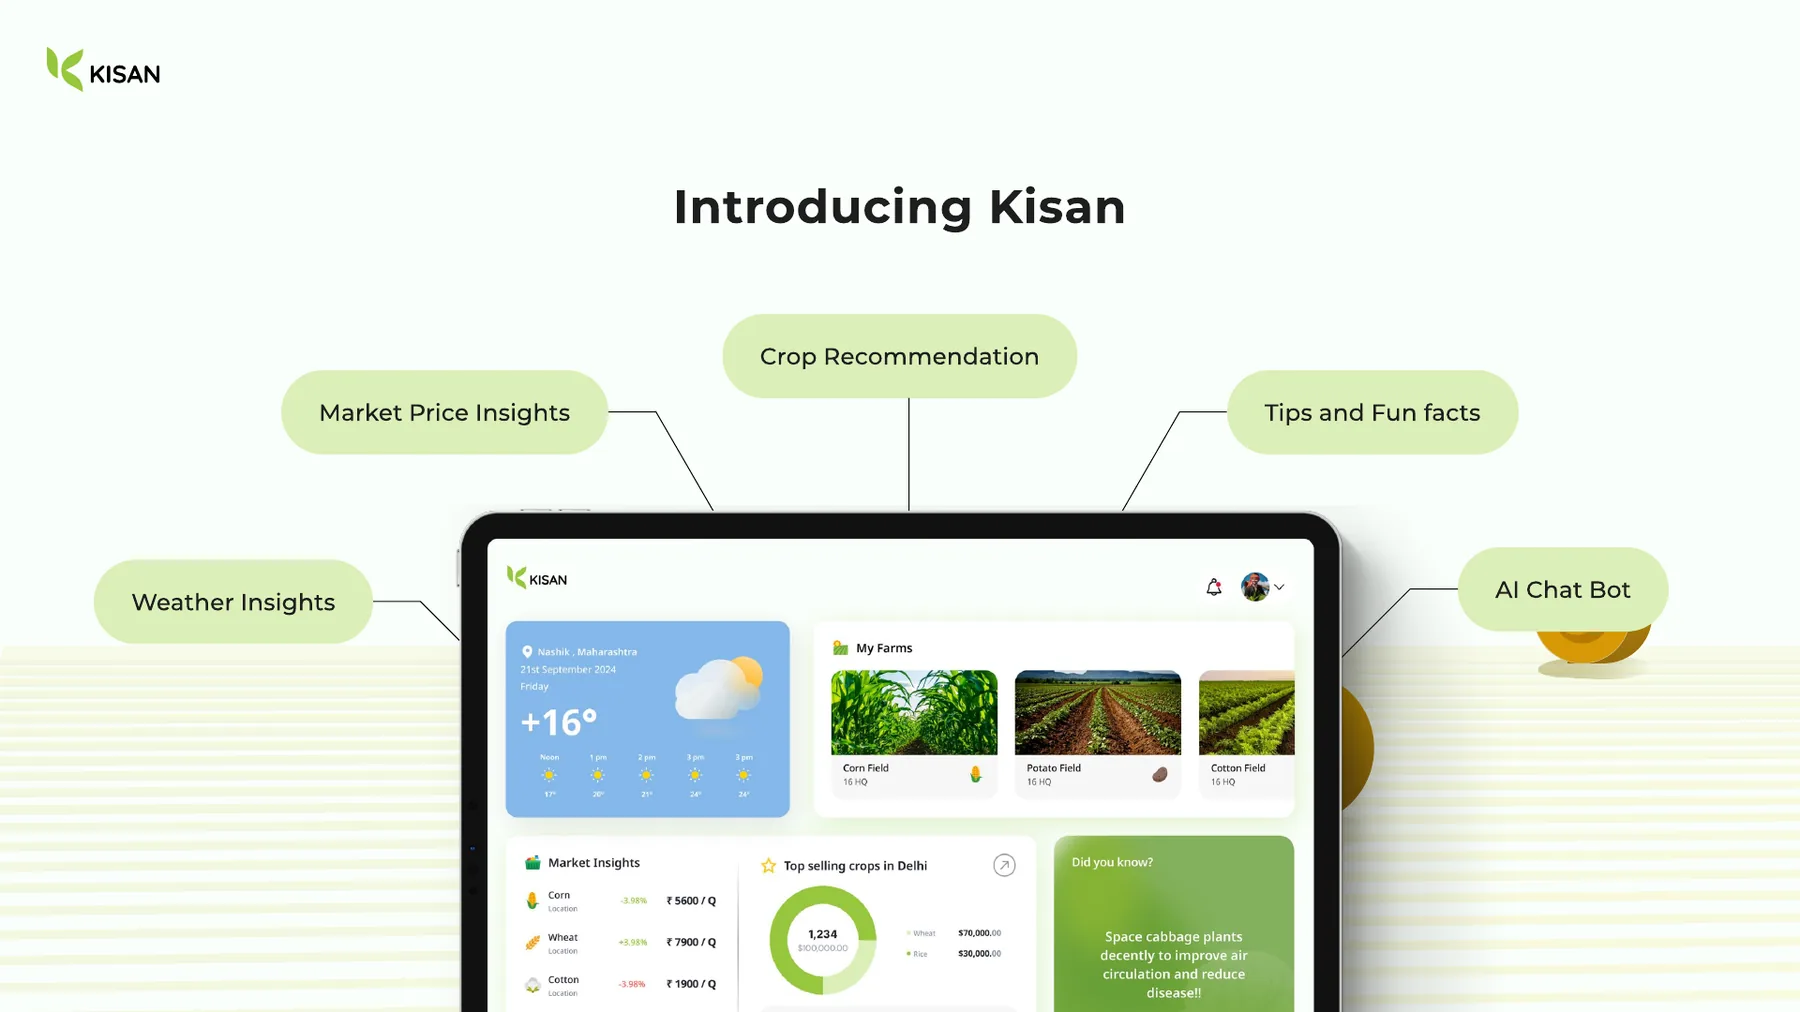 KISAN
Introducing Kisan
Crop Recommendation
Market Price Insights
Tips and Fun facts
Weather Insights
AI Chat Bot
KISAN
Nashik , Maharashtra
21st September 2024
Friday
+16°
Noon 1 pm 2 pm 3 pm 3 pm
17° 20° 21° 24° 24°
My Farms
Corn Field
16 HQ
Potato Field
16 HQ
Cotton Field
16 HQ
Market Insights
Corn -3.98% ₹ 5600 / Q
Location
Wheat +3.98% ₹ 7900 / Q
Location
Cotton -3.98% ₹ 1900 / Q
Location
Top selling crops in Delhi
1,234
$100,000.00
Wheat $70,000.00
Rice $30,000.00
Did you know?
Space cabbage plants
decently to improve air
circulation and reduce
disease!!